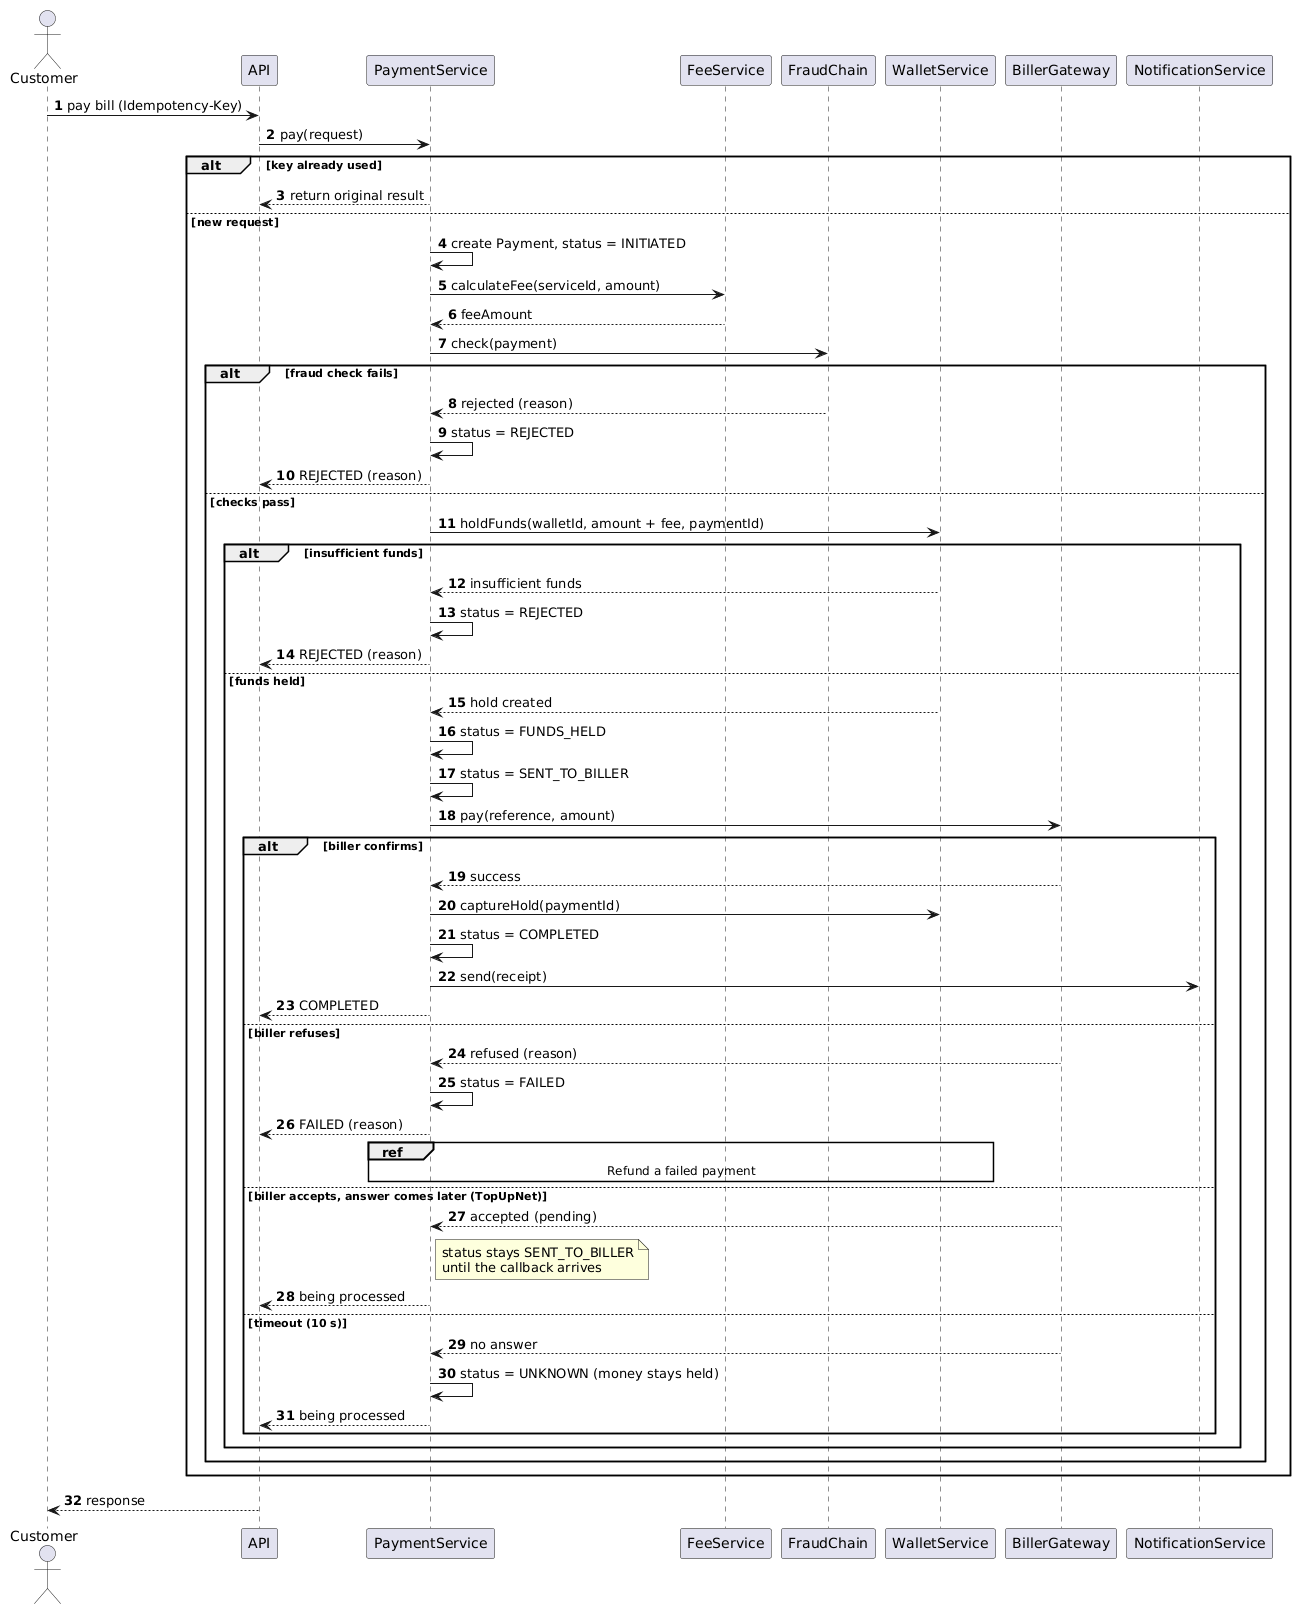 Customer
API
PaymentService
FeeService
FraudChain
WalletService
BillerGateway
NotificationService
1 pay bill (Idempotency-Key)
2 pay(request)
alt [key already used]
3 return original result
[new request]
4 create Payment, status = INITIATED
5 calculateFee(serviceId, amount)
6 feeAmount
7 check(payment)
alt [fraud check fails]
8 rejected (reason)
9 status = REJECTED
10 REJECTED (reason)
[checks pass]
11 holdFunds(walletId, amount + fee, paymentId)
alt [insufficient funds]
12 insufficient funds
13 status = REJECTED
14 REJECTED (reason)
[funds held]
15 hold created
16 status = FUNDS_HELD
17 status = SENT_TO_BILLER
18 pay(reference, amount)
alt [biller confirms]
19 success
20 captureHold(paymentId)
21 status = COMPLETED
22 send(receipt)
23 COMPLETED
[biller refuses]
24 refused (reason)
25 status = FAILED
26 FAILED (reason)
ref
Refund a failed payment
[biller accepts, answer comes later (TopUpNet)]
27 accepted (pending)
status stays SENT_TO_BILLER
until the callback arrives
28 being processed
[timeout (10 s)]
29 no answer
30 status = UNKNOWN (money stays held)
31 being processed
32 response
Customer
API
PaymentService
FeeService
FraudChain
WalletService
BillerGateway
NotificationService